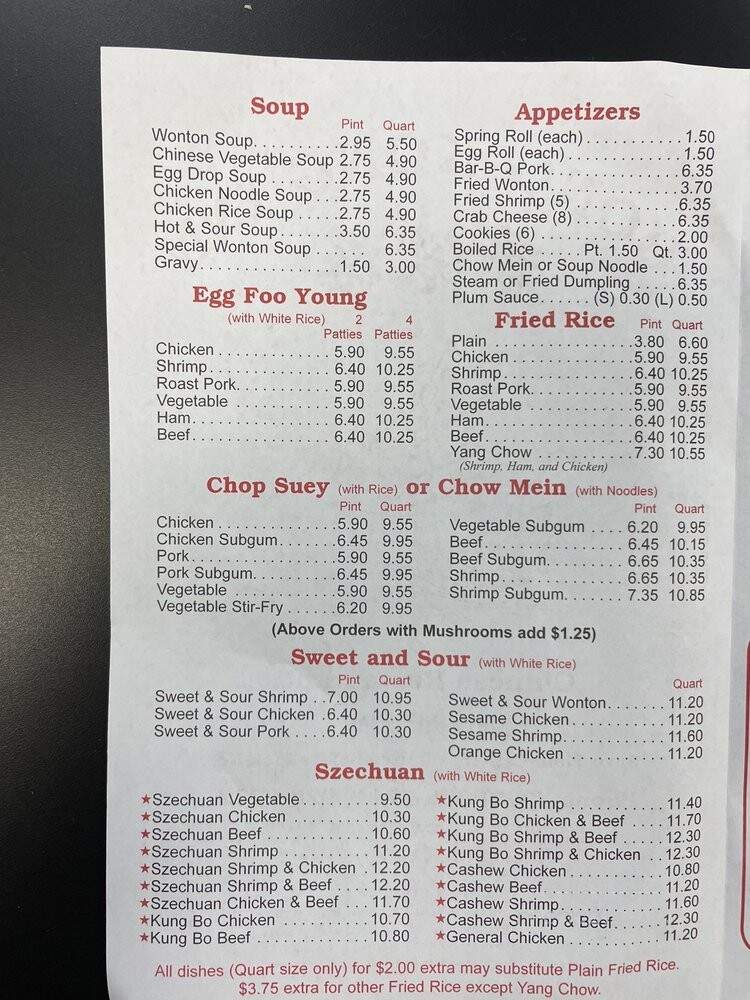 Soup
Pint Quart
Wonton Soup..........2.95 5.50
Chinese Vegetable Soup 2.75 4.90
Egg Drop Soup ........2.75 4.90
Chicken Noodle Soup ...2.75 4.90
Chicken Rice Soup .....2.75 4.90
Hot & Sour Soup.......3.50 6.35
Special Wonton Soup ...... 6.35
Gravy................1.50 3.00
Egg Foo Young
(with White Rice) 2 4
Patties Patties
Chicken ............. 5.90 9.55
Shrimp.............. 6.40 10.25
Roast Pork........... 5.90 9.55
Vegetable ........... 5.90 9.55
Ham................ 6.40 10.25
Beef................ 6.40 10.25
Appetizers
Spring Roll (each) ...........1.50
Egg Roll (each) .............1.50
Bar-B-Q Pork...............6.35
Fried Wonton...............3.70
Fried Shrimp (5) ............6.35
Crab Cheese (8) ............6.35
Cookies (6) ................2.00
Boiled Rice ..... Pt. 1.50 Qt. 3.00
Chow Mein or Soup Noodle ...1.50
Steam or Fried Dumpling .....6.35
Plum Sauce...... (S) 0.30 (L) 0.50
Fried Rice Pint Quart
Plain ................3.80 6.60
Chicken .............5.90 9.55
Shrimp..............6.40 10.25
Roast Pork...........5.90 9.55
Vegetable ...........5.90 9.55
Ham................6.40 10.25
Beef................6.40 10.25
Yang Chow ..........7.30 10.55
(Shrimp, Ham, and Chicken)
Chop Suey (with Rice) or Chow Mein (with Noodles)
Pint Quart
Chicken .............5.90 9.55
Chicken Subgum.......6.45 9.95
Pork................5.90 9.55
Pork Subgum..........6.45 9.95
Vegetable ...........5.90 9.55
Vegetable Stir-Fry ......6.20 9.95
Pint Quart
Vegetable Subgum .... 6.20 9.95
Beef................ 6.45 10.15
Beef Subgum......... 6.65 10.35
Shrimp.............. 6.65 10.35
Shrimp Subgum....... 7.35 10.85
(Above Orders with Mushrooms add $1.25)
Sweet and Sour (with White Rice)
Pint Quart
Sweet & Sour Shrimp ..7.00 10.95
Sweet & Sour Chicken .6.40 10.30
Sweet & Sour Pork ....6.40 10.30
Quart
Sweet & Sour Wonton....... 11.20
Sesame Chicken........... 11.20
Sesame Shrimp............ 11.60
Orange Chicken ........... 11.20
Szechuan (with White Rice)
★Szechuan Vegetable.........9.50
★Szechuan Chicken ......... 10.30
★Szechuan Beef ............ 10.60
★Szechuan Shrimp .......... 11.20
★Szechuan Shrimp & Chicken . 12.20
★Szechuan Shrimp & Beef .... 12.20
★Szechuan Chicken & Beef ... 11.70
★Kung Bo Chicken .......... 10.70
★Kung Bo Beef ............. 10.80
★Kung Bo Shrimp ........... 11.40
★Kung Bo Chicken & Beef .... 11.70
★Kung Bo Shrimp & Beef ..... 12.30
★Kung Bo Shrimp & Chicken .. 12.30
★Cashew Chicken............ 10.80
★Cashew Beef.............. 11.20
★Cashew Shrimp............ 11.60
★Cashew Shrimp & Beef...... 12.30
★General Chicken ........... 11.20
All dishes (Quart size only) for $2.00 extra may substitute Plain Fried Rice.
$3.75 extra for other Fried Rice except Yang Chow.